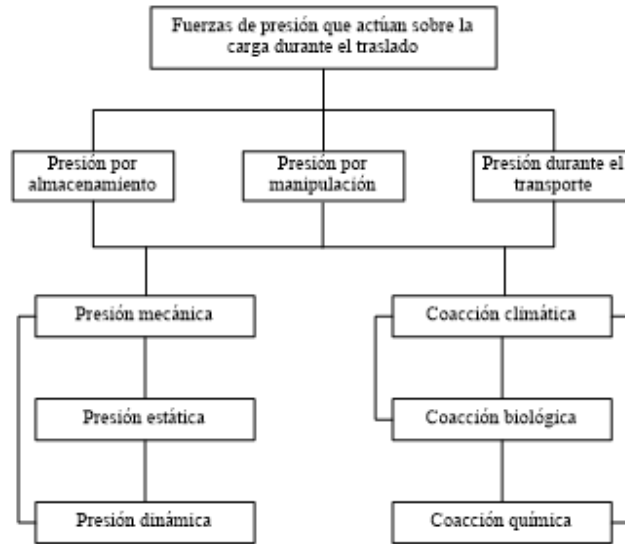 Fuerzas de presión que actúan sobre la
carga durante el traslado
Presión por
almacenamiento
Presión por
manipulación
Presión durante el
transporte
Presión mecánica
Coacción climática
Presión estática
Coacción biológica
Presión dinámica
Coacción química